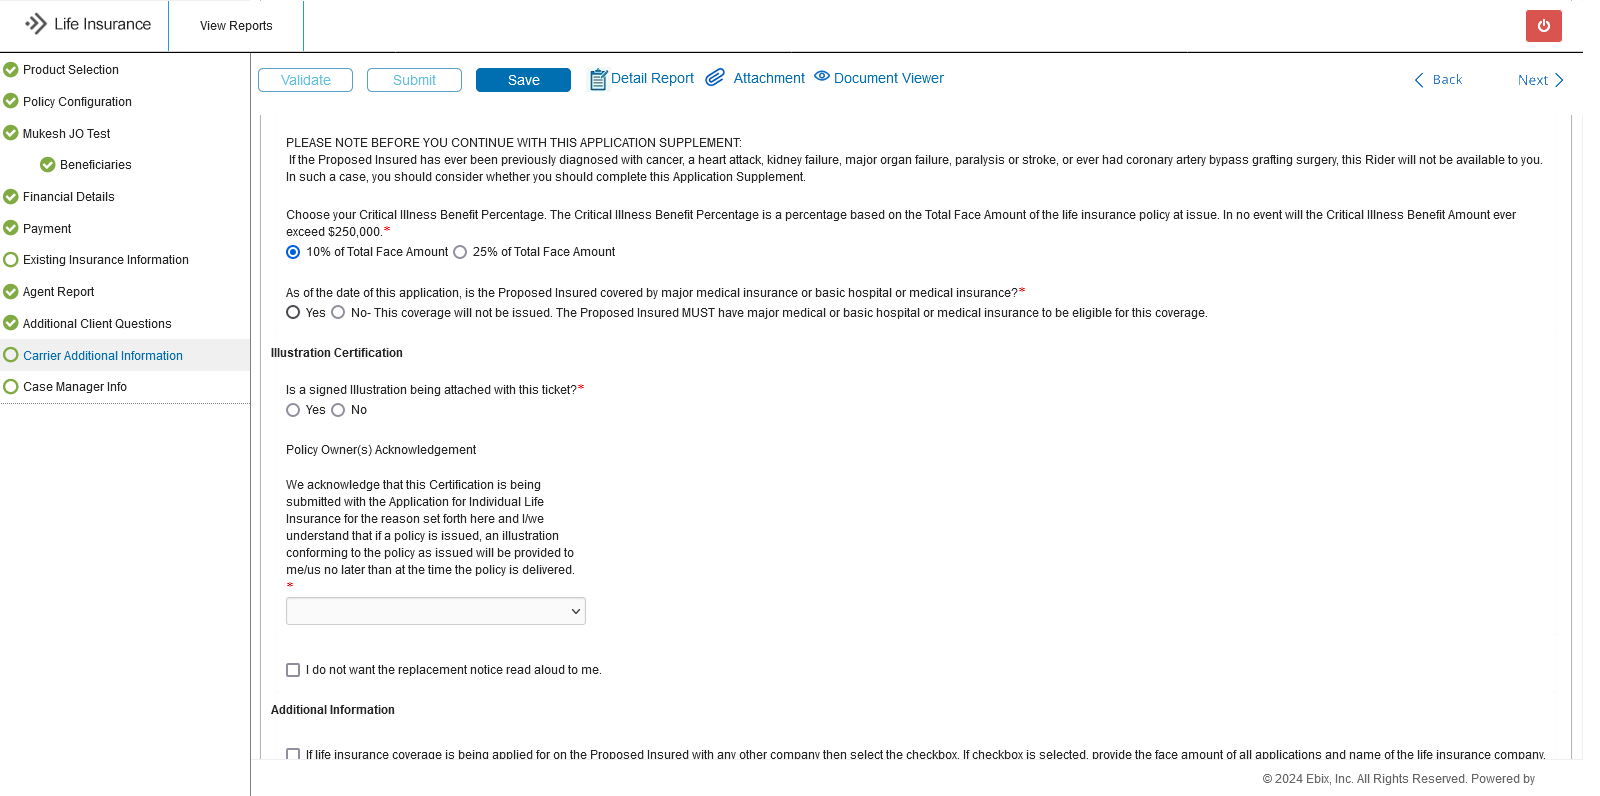 Life Insurance
View Reports
Product Selection
Policy Configuration
Mukesh JO Test
Beneficiaries
Financial Details
Payment
Existing Insurance Information
Agent Report
Additional Client Questions
Carrier Additional Information
Case Manager Info
Validate
Submit
Save
Detail Report
Attachment
Document Viewer
Back
Next
PLEASE NOTE BEFORE YOU CONTINUE WITH THIS APPLICATION SUPPLEMENT:
If the Proposed Insured has ever been previously diagnosed with cancer, a heart attack, kidney failure, major organ failure, paralysis or stroke, or ever had coronary artery bypass grafting surgery, this Rider will not be available to you.
In such a case, you should consider whether you should complete this Application Supplement.
Choose your Critical Illness Benefit Percentage. The Critical Illness Benefit Percentage is a percentage based on the Total Face Amount of the life insurance policy at issue. In no event will the Critical Illness Benefit Amount ever
exceed $250,000.*
10% of Total Face Amount 25% of Total Face Amount
As of the date of this application, is the Proposed Insured covered by major medical insurance or basic hospital or medical insurance?*
Yes No- This coverage will not be issued. The Proposed Insured MUST have major medical or basic hospital or medical insurance to be eligible for this coverage.
Illustration Certification
Is a signed Illustration being attached with this ticket?*
Yes No
Policy Owner(s) Acknowledgement
We acknowledge that this Certification is being
submitted with the Application for Individual Life
Insurance for the reason set forth here and I/we
understand that if a policy is issued, an illustration
conforming to the policy as issued will be provided to
me/us no later than at the time the policy is delivered.
*
I do not want the replacement notice read aloud to me.
Additional Information
If life insurance coverage is being applied for on the Proposed Insured with any other company then select the checkbox. If checkbox is selected, provide the face amount of all applications and name of the life insurance company.
© 2024 Ebix, Inc. All Rights Reserved. Powered by